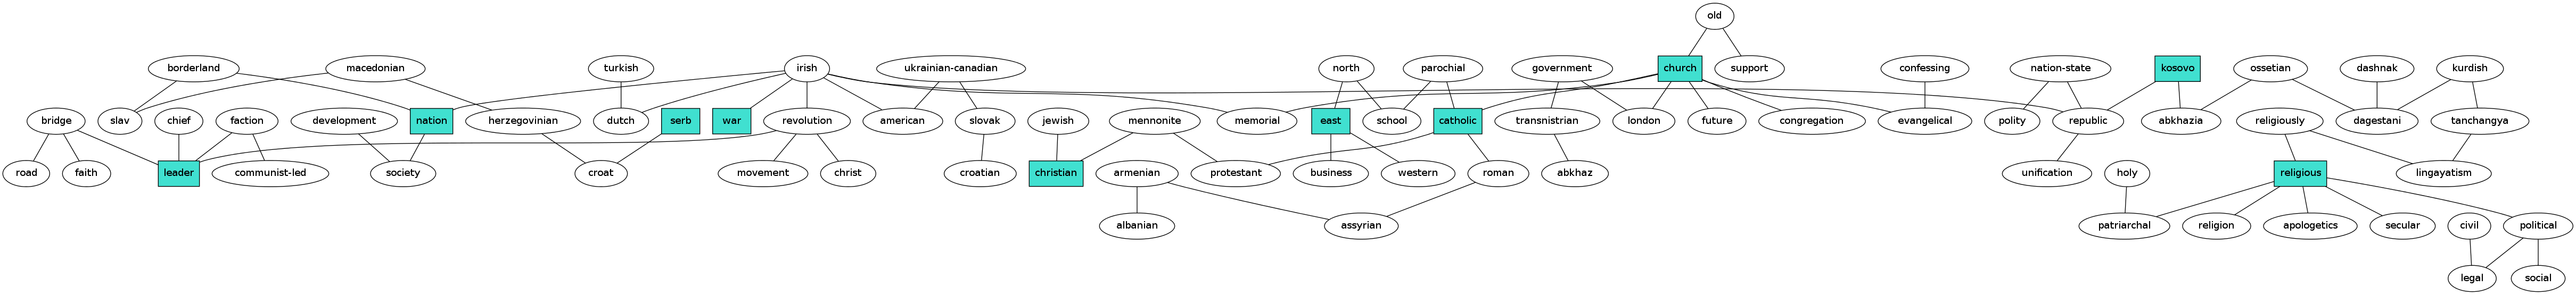 old
borderland macedonian turkish irish ukrainian-canadian north parochial government church support confessing nation-state kosovo ossetian dashnak kurdish
bridge slav chief faction development nation herzegovinian dutch serb war revolution american slovak jewish mennonite memorial east school catholic transnistrian london future congregation evangelical polity republic abkhazia religiously dagestani tanchangya
road faith leader communist-led society croat movement christ croatian christian armenian protestant business western roman abkhaz unification holy religious lingayatism
albanian assyrian patriarchal religion apologetics secular civil political
legal social